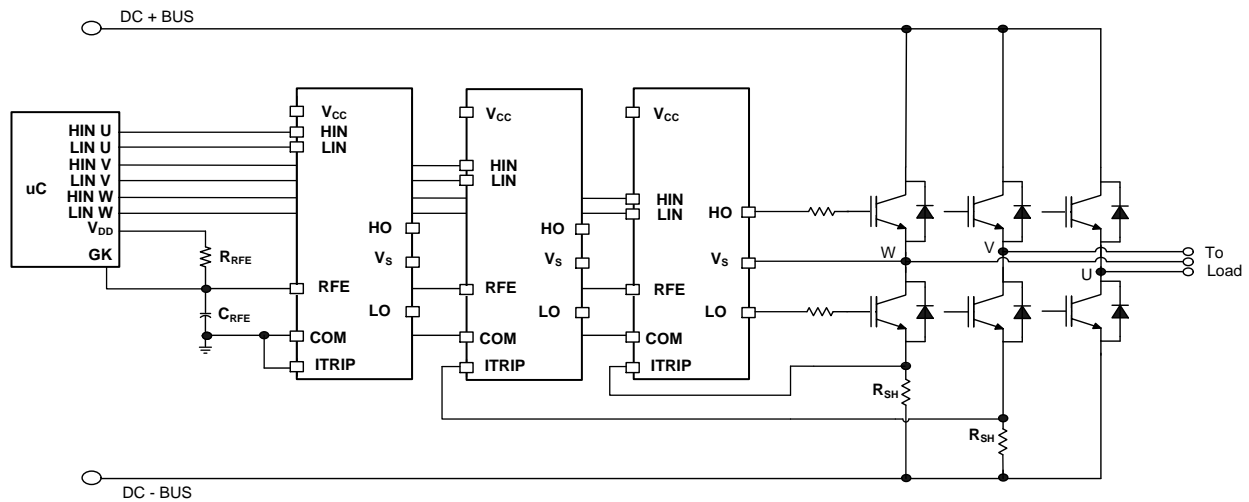 DC + BUS
uC
HIN U
LIN U
HIN V
LIN V
HIN W
LIN W
VDD
GK
RRFE
CRFE
VCC
HIN
LIN
HO
VS
RFE
LO
COM
ITRIP
VCC
HIN
LIN
HO
VS
RFE
LO
COM
ITRIP
VCC
HIN
LIN
HO
VS
RFE
LO
COM
ITRIP
W
V
U
To
Load
RSH
RSH
DC - BUS